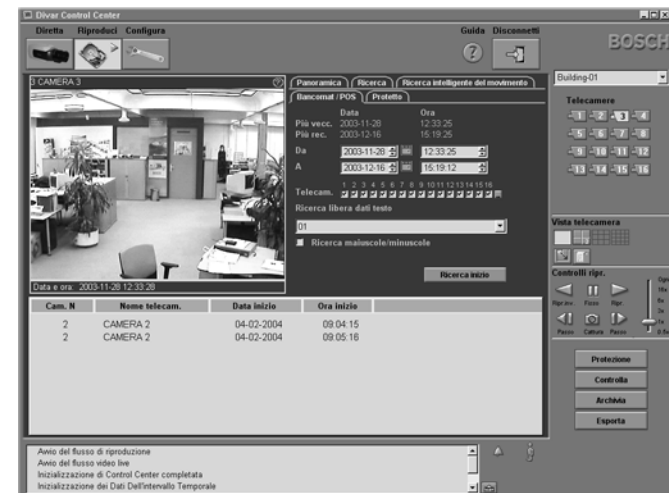 Divar Control Center
Diretta Riproduci Configura Guida Disconnetti
BOSCH
3 CAMERA 3
Panoramica Ricerca Ricerca intelligente del movimento
Bancomat/POS Protetto
Data Ora
Più vecc. 2003-11-28 12:33:25
Più rec. 2003-12-16 15:19:25
Da 2003-11-28 12:33:25
A 2003-12-16 15:19:12
1 2 3 4 5 6 7 8 9 10 11 12 13 14 15 16
Telecam.
Ricerca libera dati testo
01
Ricerca maiuscole/minuscole
Ricerca inizio
Data e ora: 2003-11-28 12:33:28
Building-01
Telecamere
1 2 3 4
5 6 7 8
9 10 11 12
13 14 15 16
Vista telecamera
Controlli ripr.
Ripr.inv. Fisso Ripr.
Passo Cattura Passo
Protezione
Controlla
Archivia
Esporta
Cam. N Nome telecam. Data inizio Ora inizio
2 CAMERA 2 04-02-2004 09:04:15
2 CAMERA 2 04-02-2004 09:05:16
Avvio del flusso di riproduzione
Avvio del flusso video live
Inizializzazione di Control Center completata
Inizializzazione dei Dati Dell'intervallo Temporale